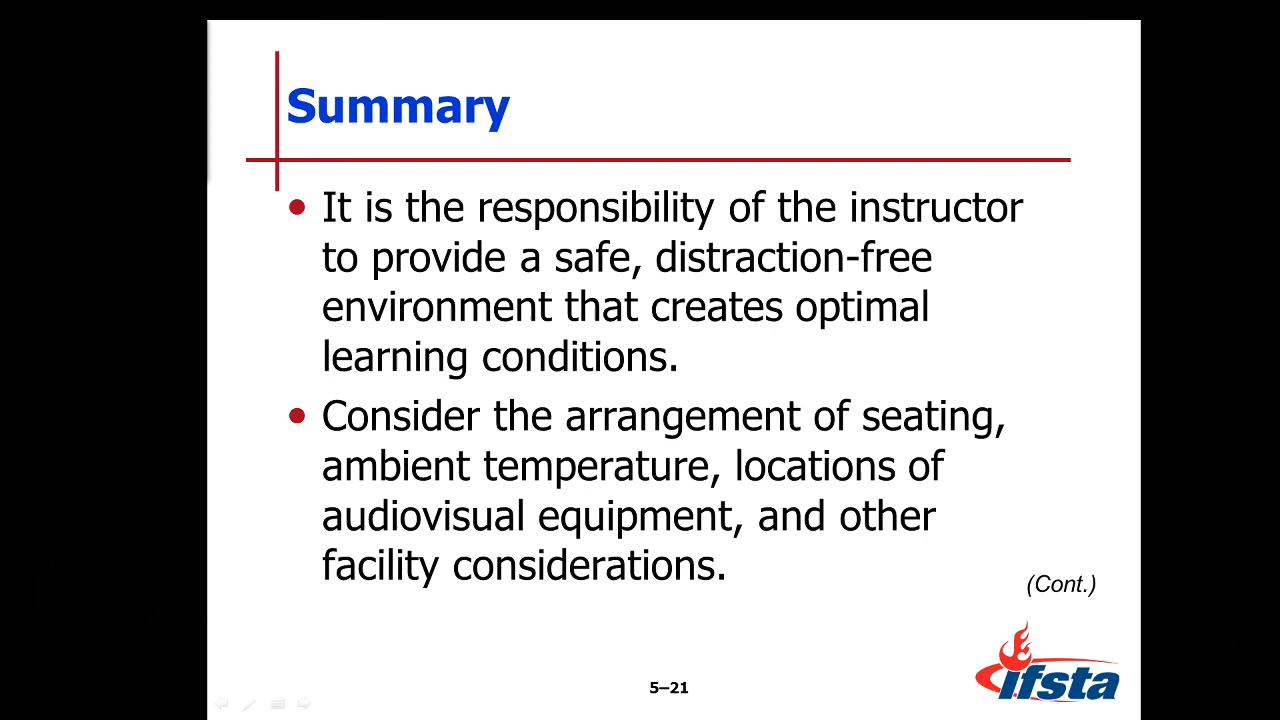 Summary
• It is the responsibility of the instructor
to provide a safe, distraction-free
environment that creates optimal
learning conditions.
• Consider the arrangement of seating,
ambient temperature, locations of
audiovisual equipment, and other
facility considerations.
(Cont.)
ifsta
5–21